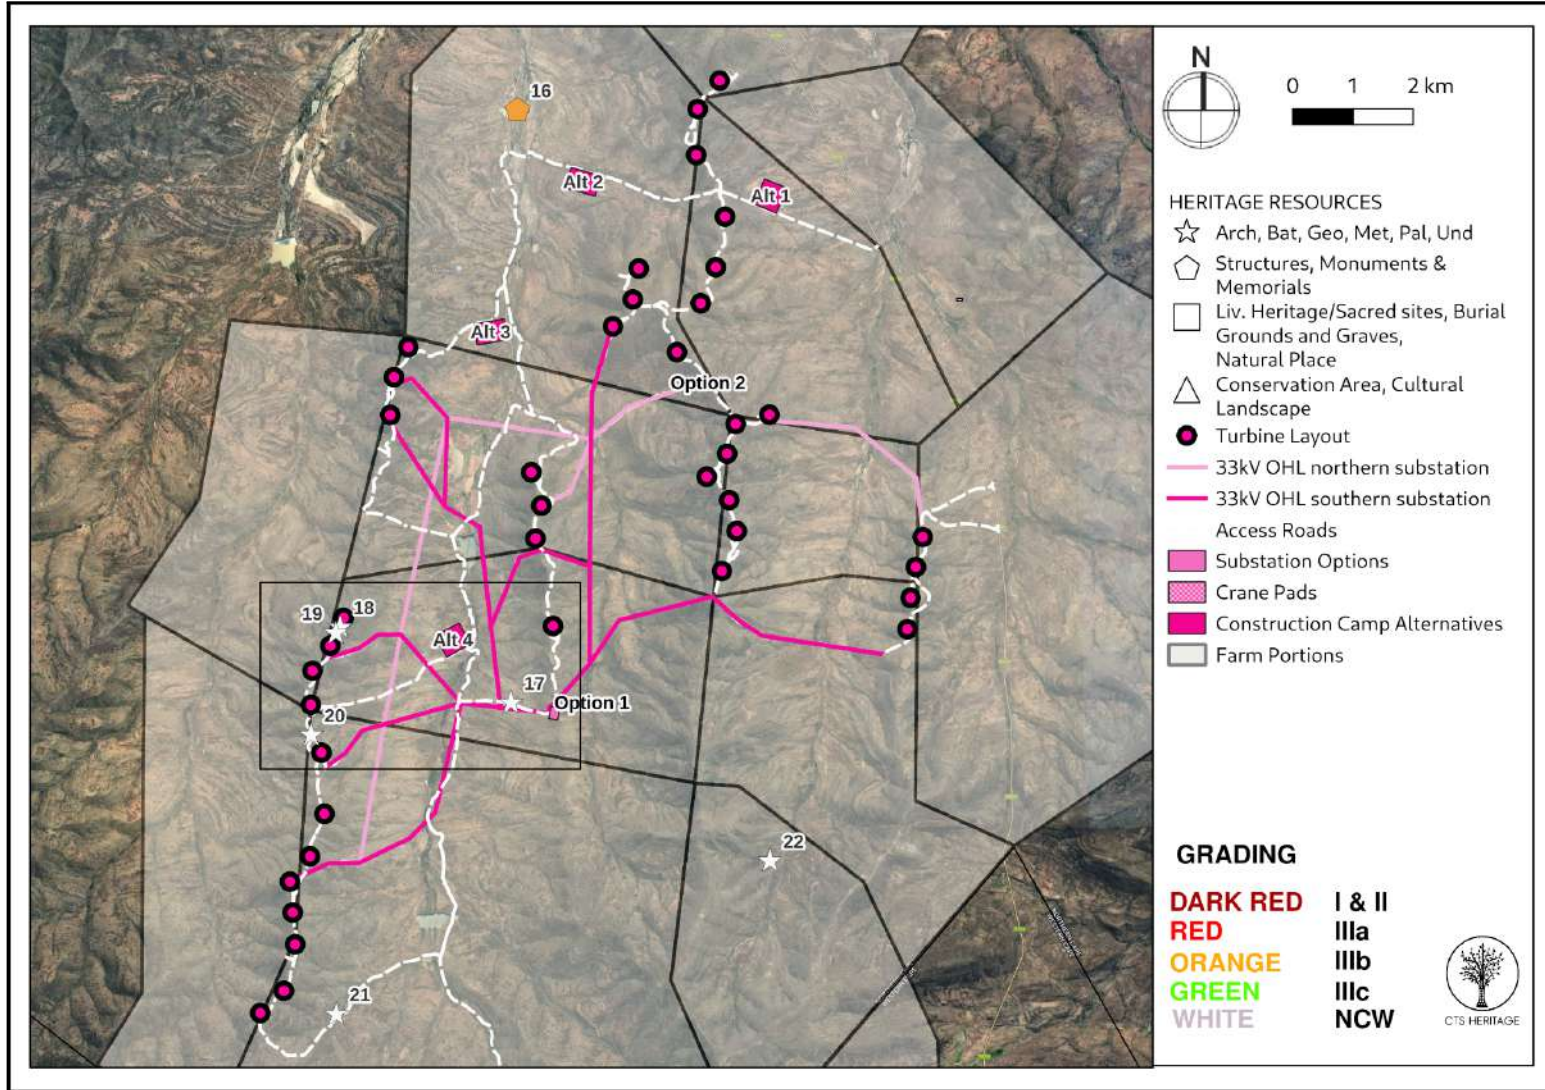 N
0 1 2 km
HERITAGE RESOURCES
Arch, Bat, Geo, Met, Pal, Und
Structures, Monuments &
Memorials
Liv. Heritage/Sacred sites, Burial
Grounds and Graves,
Natural Place
Conservation Area, Cultural
Landscape
Turbine Layout
33kV OHL northern substation
33kV OHL southern substation
Access Roads
Substation Options
Crane Pads
Construction Camp Alternatives
Farm Portions
GRADING
DARK RED I & II
RED IIIa
ORANGE IIIb
GREEN IIIc
WHITE NCW
CTS HERITAGE
16
Alt 2
Alt 1
Alt 3
Option 2
19
18
Alt 4
17
Option 1
20
22
21